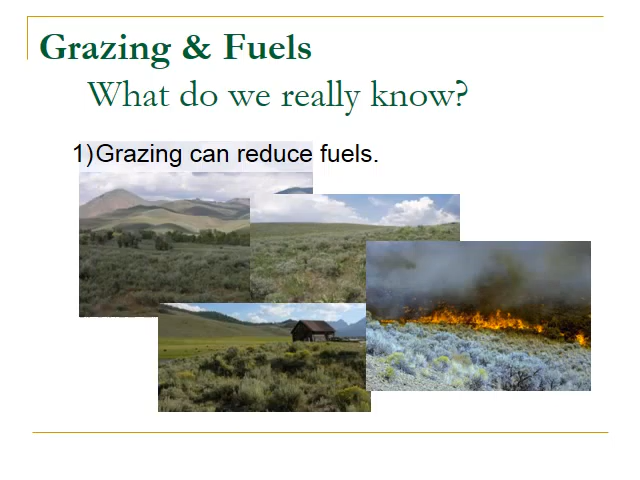 Grazing & Fuels
What do we really know?
1)Grazing can reduce fuels.